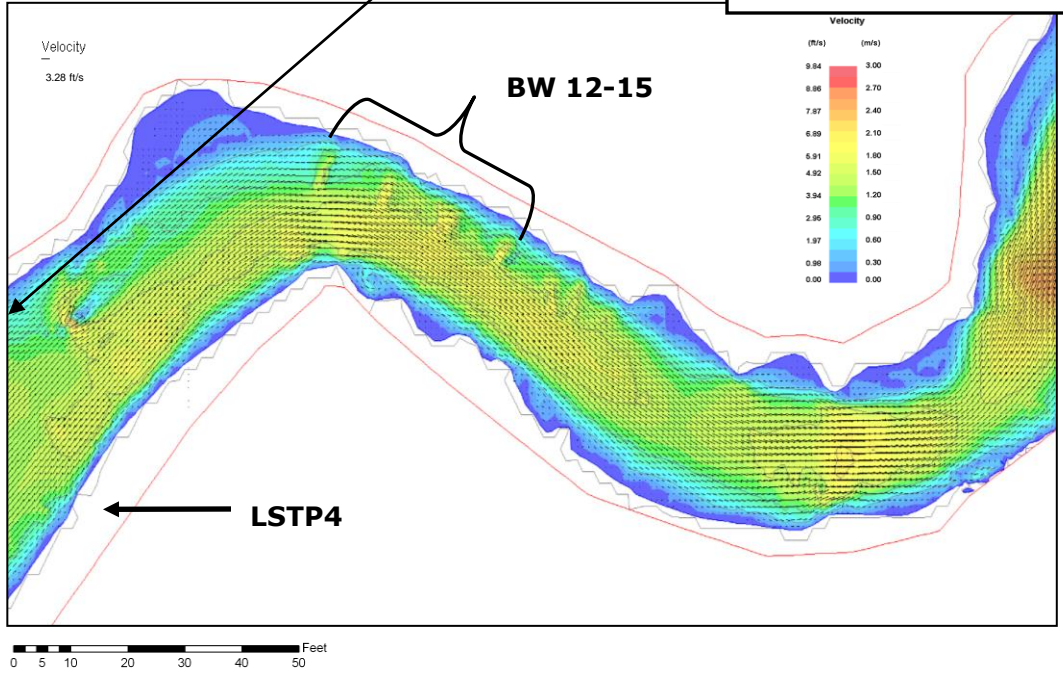 Velocity
3.28 ft/s
BW 12-15
Velocity
(ft/s) (m/s)
9.84 3.00
8.86 2.70
7.87 2.40
6.89 2.10
5.91 1.80
4.92 1.50
3.94 1.20
2.95 0.90
1.97 0.60
0.98 0.30
0.00 0.00
LSTP4
Feet
0 5 10 20 30 40 50